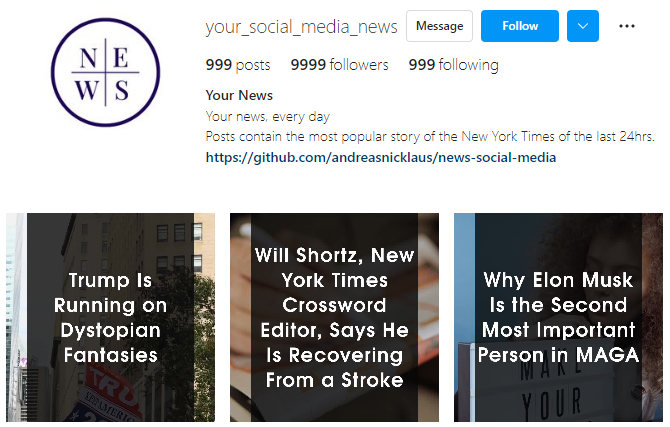 N E
W S
your_social_media_news Message Follow
999 posts 9999 followers 999 following
Your News
Your news, every day
Posts contain the most popular story of the New York Times of the last 24hrs.
https://github.com/andreasnicklaus/news-social-media
Trump Is
Running on
Dystopian
Fantasies
TRU
Will Shortz, New
York Times
Crossword
Editor, Says He
Is Recovering
From a Stroke
Why Elon Musk
Is the Second
Most Important
Person in MAGA
MAKE
YOUR